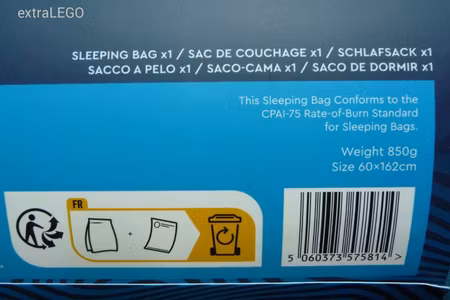 extraLEGO
SLEEPING BAG x1 / SAC DE COUCHAGE x1 / SCHLAFSACK x1
SACCO A PELO x1 / SACO-CAMA x1 / SACO DE DORMIR x1
This Sleeping Bag Conforms to the
CPAI-75 Rate-of-Burn Standard
for Sleeping Bags.
Weight 850g
Size 60×162cm
FR
+
5 060373 575814 >